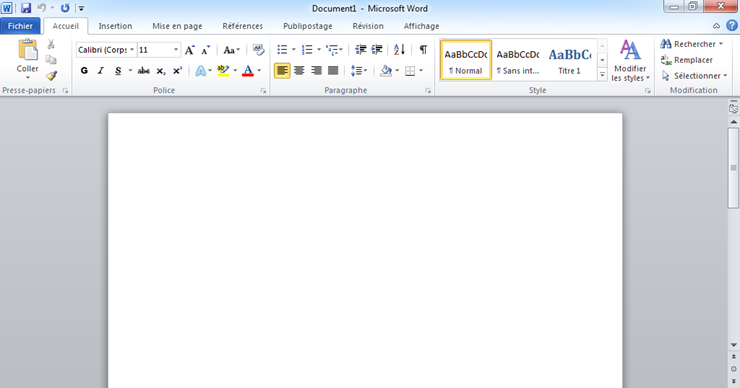 Document1 - Microsoft Word
Fichier Accueil Insertion Mise en page Références Publipostage Révision Affichage
Calibri (Corps 11 Aa
Coller
G I S abc x₂ x² A ab A
AaBbCcDc AaBbCcDc AaBbC
¶ Normal ¶ Sans int... Titre 1
Modifier
les styles
Rechercher
Remplacer
Sélectionner
Presse-papiers Police Paragraphe Style Modification